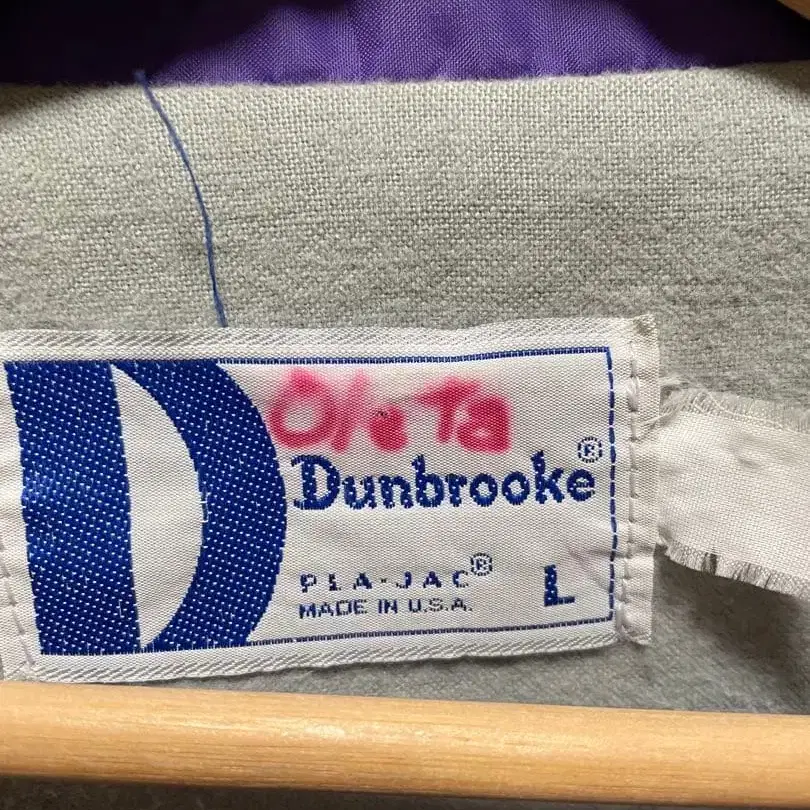 Oleta
Dunbrooke®
PLA-JAC®
MADE IN U.S.A.
L